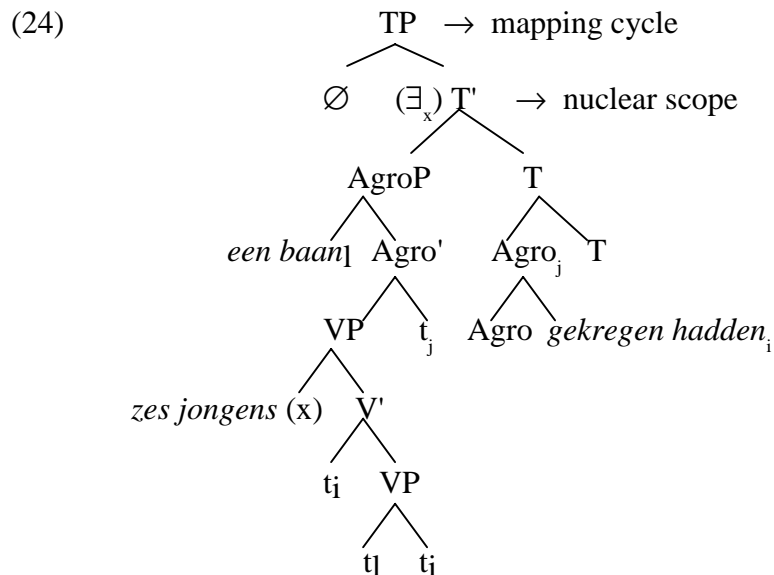 (24) TP → mapping cycle
∅ (∃ₓ) T' → nuclear scope
AgroP T
een baan₁ Agro' Agroⱼ T
VP tⱼ Agro gekregen haddenᵢ
zes jongens (x) V'
ti VP
tl ti